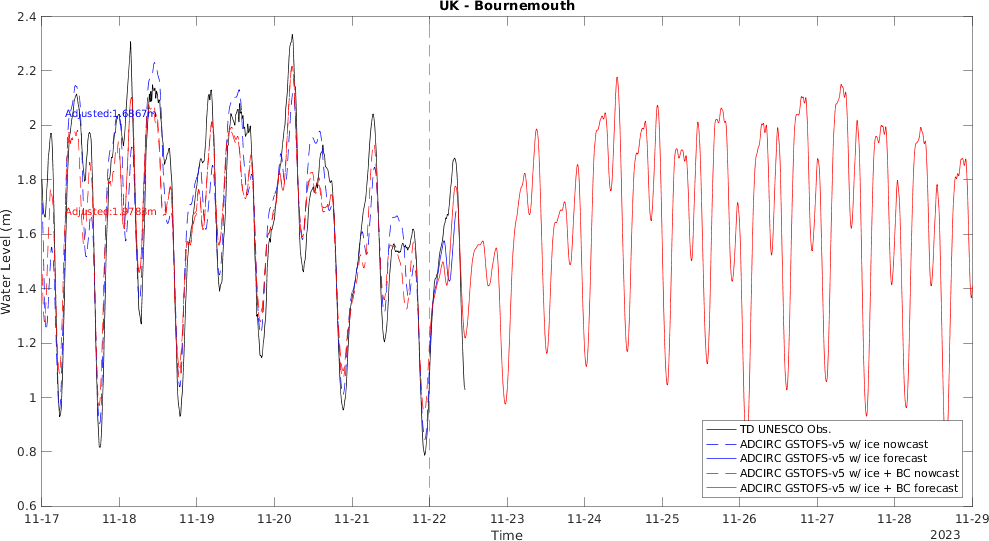 UK - Bournemouth
2.4
2.2
2
1.8
1.6
1.4
1.2
1
0.8
0.6
Water Level (m)
Adjusted:1.6867m
TD UNESCO Obs.
ADCIRC GSTOFS-v5 w/ ice nowcast
ADCIRC GSTOFS-v5 w/ ice forecast
ADCIRC GSTOFS-v5 w/ ice + BC nowcast
ADCIRC GSTOFS-v5 w/ ice + BC forecast
11-17 11-18 11-19 11-20 11-21 11-22 11-23 11-24 11-25 11-26 11-27 11-28 11-29
Time
2023